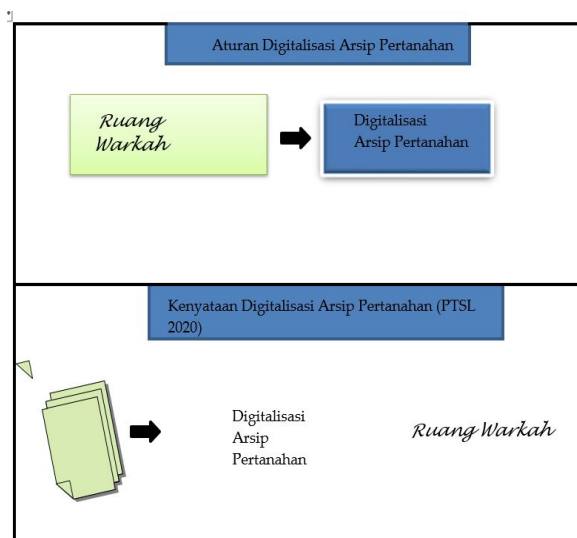 Aturan Digitalisasi Arsip Pertanahan
Ruang
Warkah
Digitalisasi
Arsip Pertanahan
Kenyataan Digitalisasi Arsip Pertanahan (PTSL
2020)
Digitalisasi
Arsip
Pertanahan
Ruang Warkah